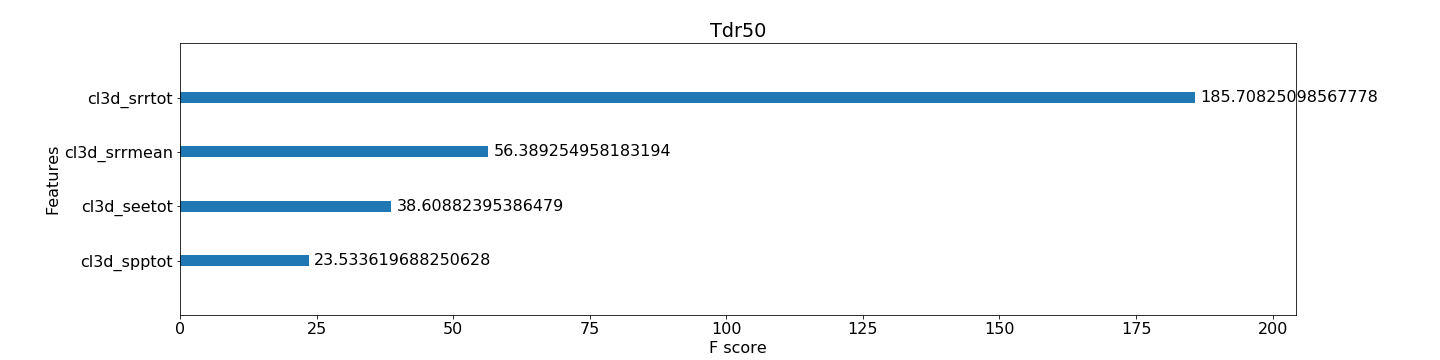 Tdr50
cl3d_srrtot 185.70825098567778
cl3d_srrmean 56.389254958183194
cl3d_seetot 38.60882395386479
cl3d_spptot 23.533619688250628
Features
0 25 50 75 100 125 150 175 200
F score